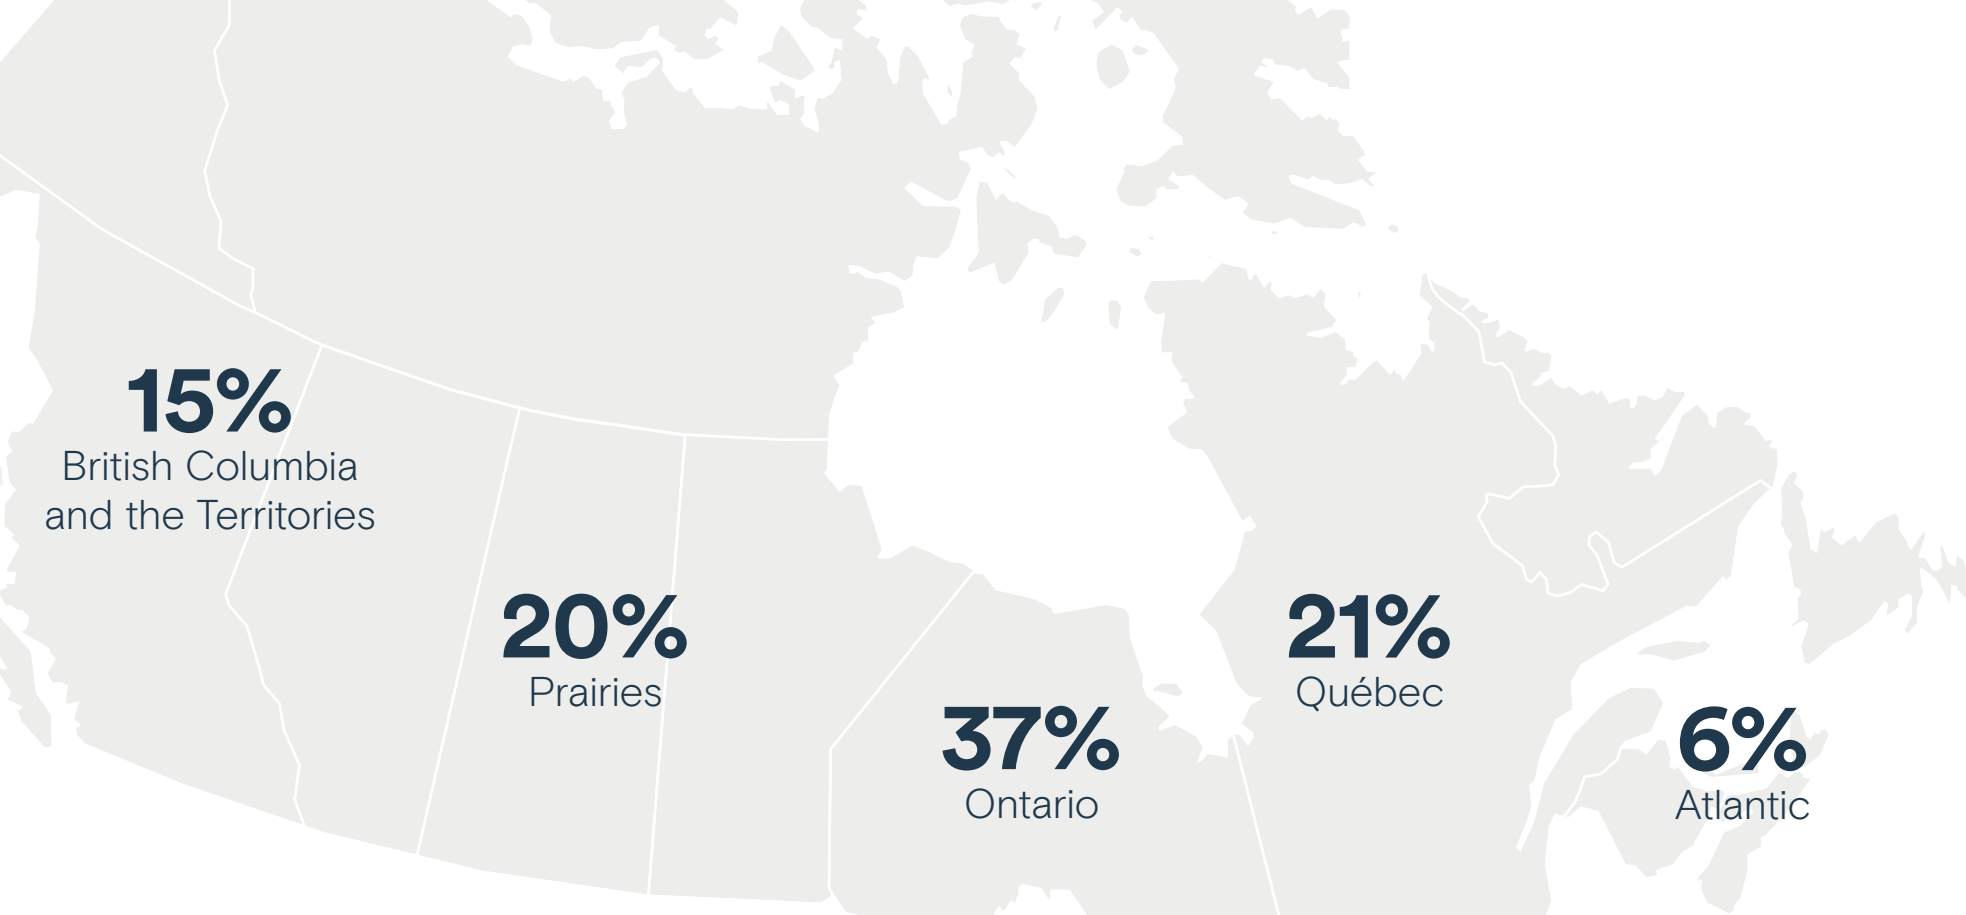 15%
British Columbia
and the Territories
20%
Prairies
37%
Ontario
21%
Québec
6%
Atlantic